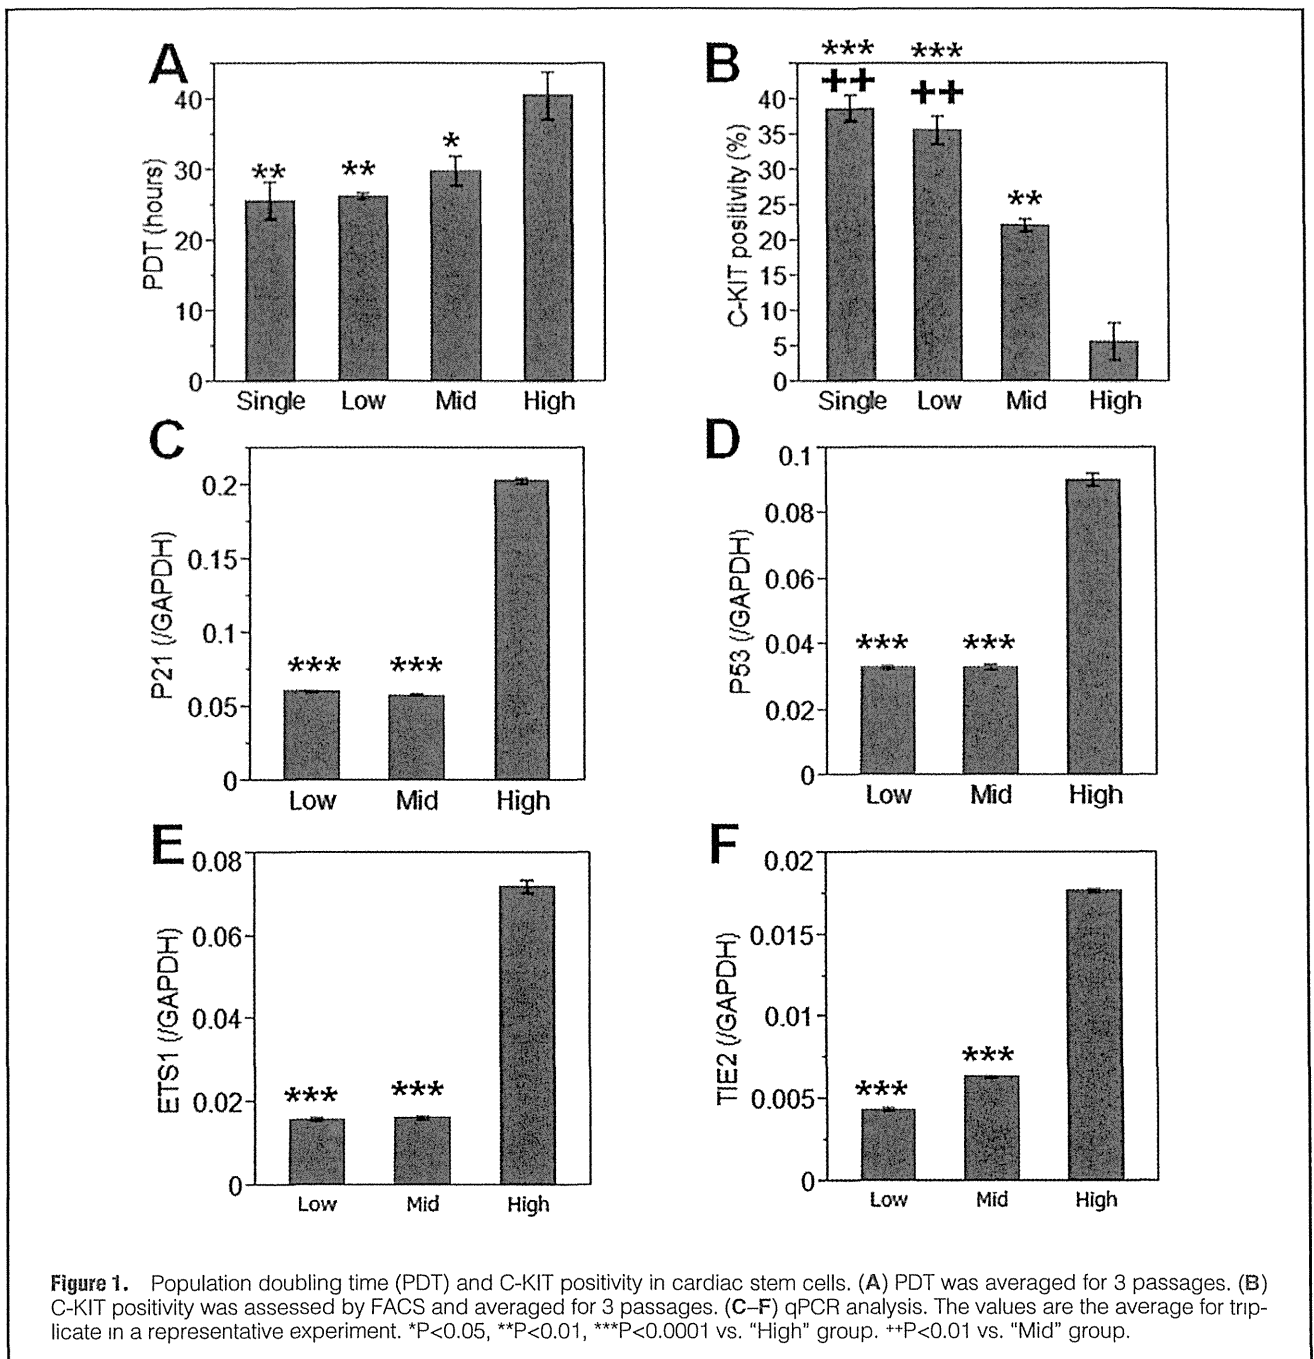 A
PDT (hours)
40
30
20
10
0
**
**
*
Single Low Mid High
B
C-KIT positivity (%)
40
35
30
25
20
15
10
5
0
***
++
***
++
**
Single Low Mid High
C
P21 (/GAPDH)
0.2
0.15
0.1
0.05
0
***
***
Low Mid High
D
P53 (/GAPDH)
0.1
0.08
0.06
0.04
0.02
0
***
***
Low Mid High
E
ETS1 (/GAPDH)
0.08
0.06
0.04
0.02
0
***
***
Low Mid High
F
TIE2 (/GAPDH)
0.02
0.015
0.01
0.005
0
***
***
Low Mid High
Figure 1. Population doubling time (PDT) and C-KIT positivity in cardiac stem cells. (A) PDT was averaged for 3 passages. (B)
C-KIT positivity was assessed by FACS and averaged for 3 passages. (C–F) qPCR analysis. The values are the average for trip-
licate in a representative experiment. *P<0.05, **P<0.01, ***P<0.0001 vs. “High” group. ++P<0.01 vs. “Mid” group.